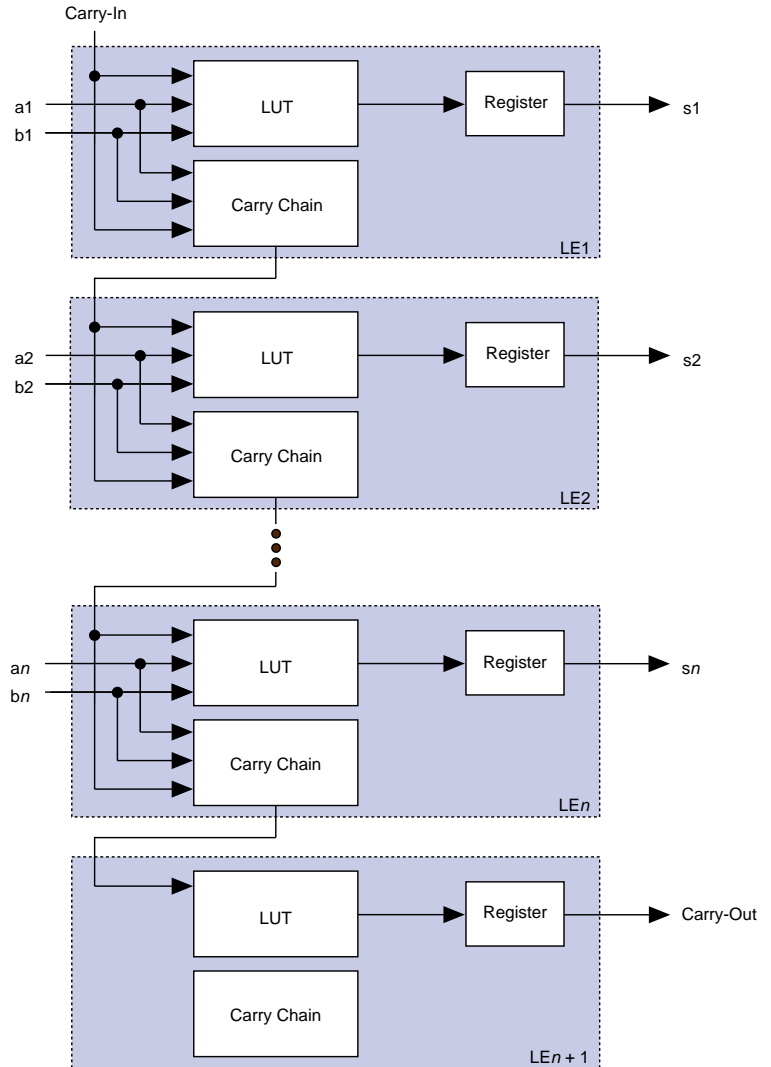 Carry-In
a1
b1
LUT
Register
s1
Carry Chain
LE1
a2
b2
LUT
Register
s2
Carry Chain
LE2
an
bn
LUT
Register
sn
Carry Chain
LEn
LUT
Register
Carry-Out
Carry Chain
LEn + 1